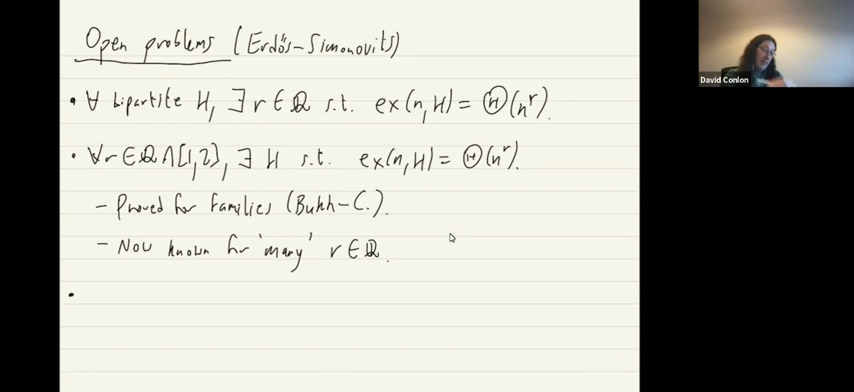 Open problems (Erdős-Simonovits)
• ∀ bipartite H, ∃ r ∈ ℚ s.t. ex(n, H) = Θ(n^r).
• ∀r ∈ ℚ ∩ [1,2], ∃ H s.t. ex(n, H) = Θ(n^r).
- Proved for families (Bukh-C.).
- Now known for 'many' r ∈ ℚ.
•
David Conlon